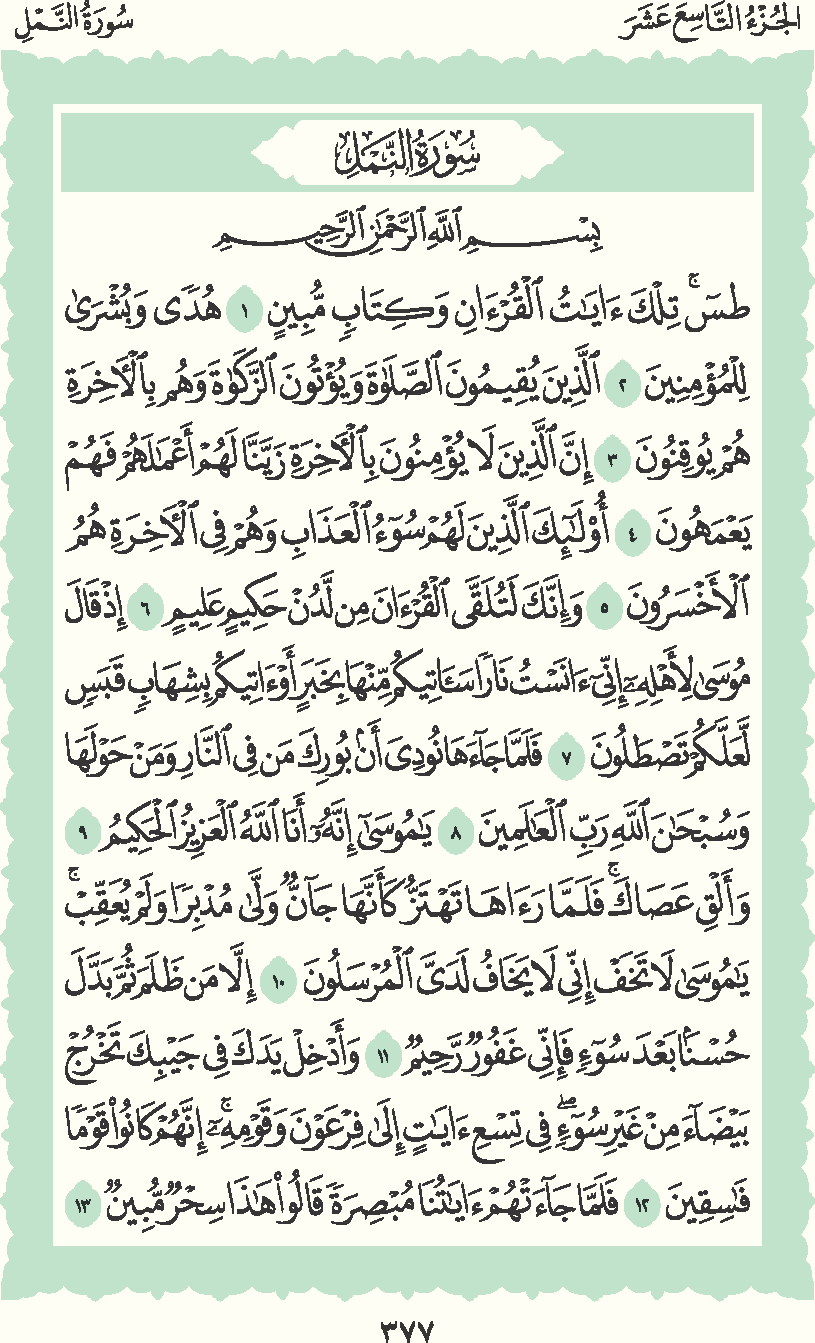 الجُزْءُ التَّاسِعَ عَشَرَ
سُورَةُ النَّمْلِ
سُورَةُ النَّمْلِ
بِسْمِ ٱللَّهِ ٱلرَّحْمَٰنِ ٱلرَّحِيمِ
طسٓۚ تِلْكَ ءَايَٰتُ ٱلْقُرْءَانِ وَكِتَابٖ مُّبِينٍ ١ هُدٗى وَبُشْرَىٰ
لِلْمُؤْمِنِينَ ٢ ٱلَّذِينَ يُقِيمُونَ ٱلصَّلَوٰةَ وَيُؤْتُونَ ٱلزَّكَوٰةَ وَهُم بِٱلْأٓخِرَةِ
هُمْ يُوقِنُونَ ٣ إِنَّ ٱلَّذِينَ لَا يُؤْمِنُونَ بِٱلْأٓخِرَةِ زَيَّنَّا لَهُمْ أَعْمَٰلَهُمْ فَهُمْ
يَعْمَهُونَ ٤ أُوْلَٰٓئِكَ ٱلَّذِينَ لَهُمْ سُوٓءُ ٱلْعَذَابِ وَهُمْ فِى ٱلْأٓخِرَةِ هُمُ
ٱلْأَخْسَرُونَ ٥ وَإِنَّكَ لَتُلَقَّى ٱلْقُرْءَانَ مِن لَّدُنْ حَكِيمٍ عَلِيمٍ ٦ إِذْ قَالَ
مُوسَىٰ لِأَهْلِهِۦٓ إِنِّىٓ ءَانَسْتُ نَارٗا سَـَٔاتِيكُم مِّنْهَا بِخَبَرٍ أَوْ ءَاتِيكُم بِشِهَابٖ قَبَسٖ
لَّعَلَّكُمْ تَصْطَلُونَ ٧ فَلَمَّا جَآءَهَا نُودِىَ أَنۢ بُورِكَ مَن فِى ٱلنَّارِ وَمَنْ حَوْلَهَا
وَسُبْحَٰنَ ٱللَّهِ رَبِّ ٱلْعَٰلَمِينَ ٨ يَٰمُوسَىٰٓ إِنَّهُۥٓ أَنَا ٱللَّهُ ٱلْعَزِيزُ ٱلْحَكِيمُ ٩
وَأَلْقِ عَصَاكَۚ فَلَمَّا رَءَاهَا تَهْتَزُّ كَأَنَّهَا جَآنّٞ وَلَّىٰ مُدْبِرٗا وَلَمْ يُعَقِّبْۚ
يَٰمُوسَىٰ لَا تَخَفْ إِنِّى لَا يَخَافُ لَدَىَّ ٱلْمُرْسَلُونَ ١٠ إِلَّا مَن ظَلَمَ ثُمَّ بَدَّلَ
حُسْنَۢا بَعْدَ سُوٓءٖ فَإِنِّى غَفُورٞ رَّحِيمٞ ١١ وَأَدْخِلْ يَدَكَ فِى جَيْبِكَ تَخْرُجْ
بَيْضَآءَ مِنْ غَيْرِ سُوٓءٖۖ فِى تِسْعِ ءَايَٰتٍ إِلَىٰ فِرْعَوْنَ وَقَوْمِهِۦٓۚ إِنَّهُمْ كَانُواْ قَوْمٗا
فَٰسِقِينَ ١٢ فَلَمَّا جَآءَتْهُمْ ءَايَٰتُنَا مُبْصِرَةٗ قَالُواْ هَٰذَا سِحْرٞ مُّبِينٞ ١٣
٣٧٧